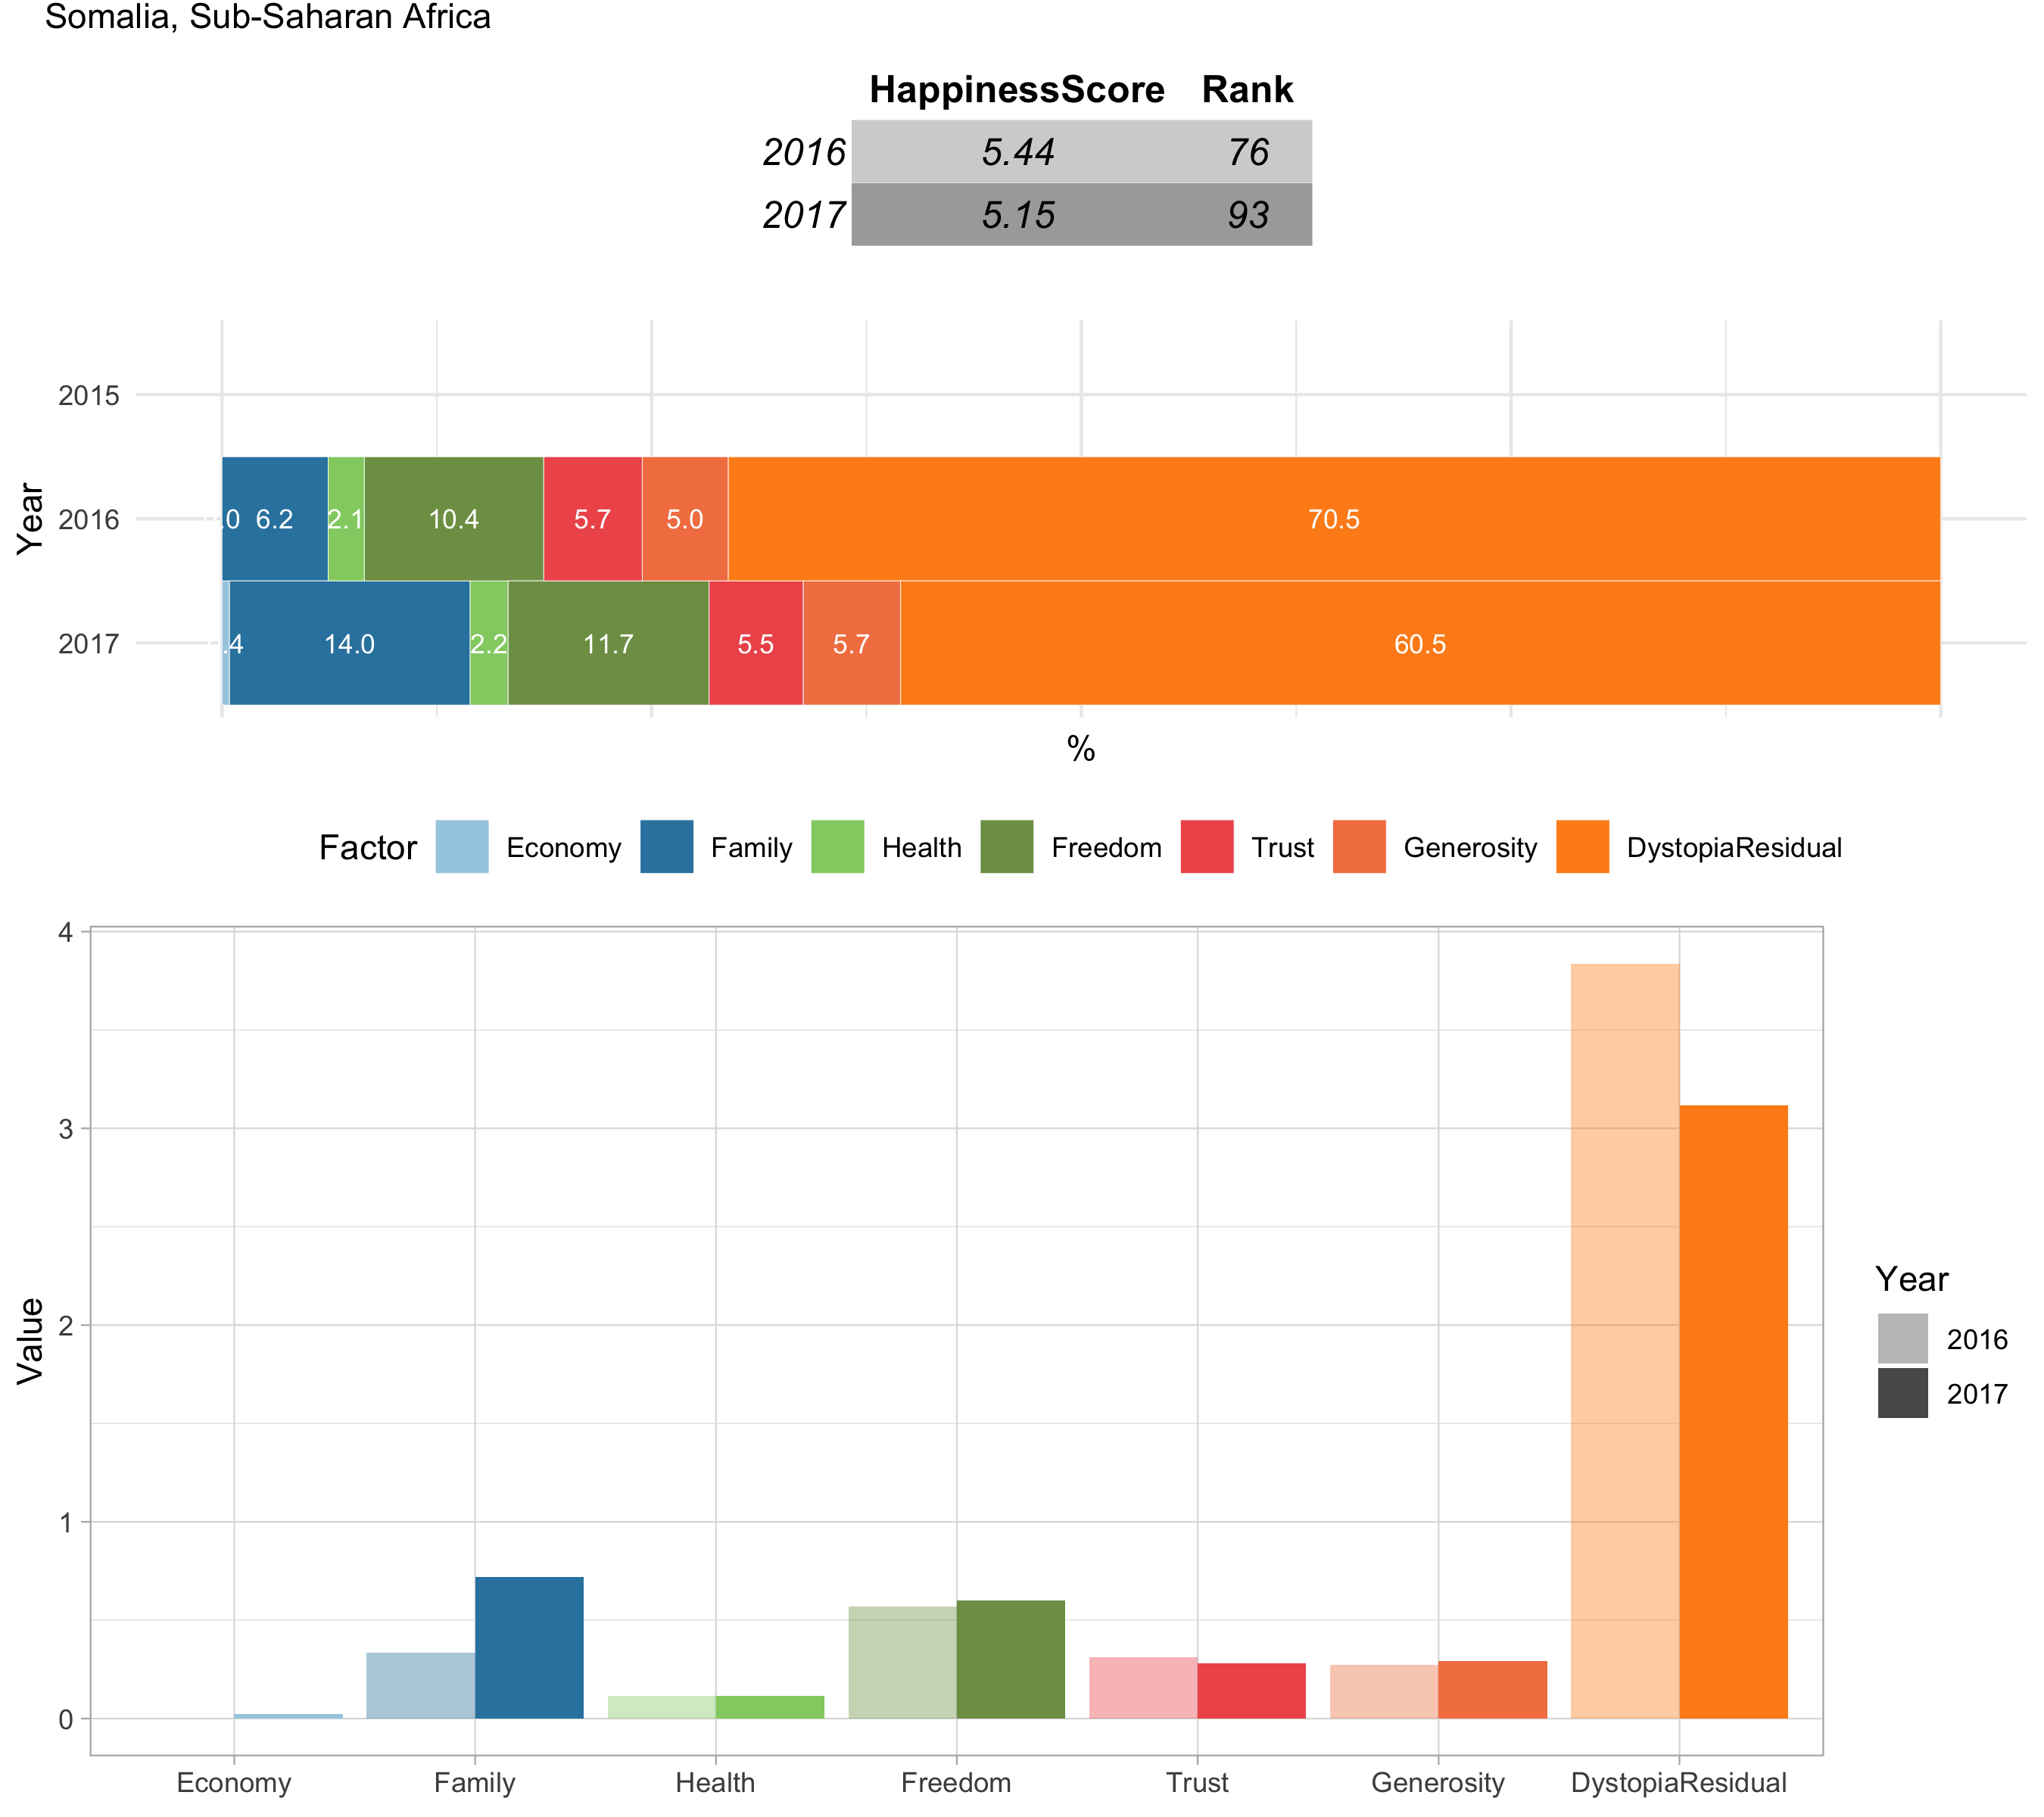 Somalia, Sub-Saharan Africa
HappinessScore Rank
2016 5.44 76
2017 5.15 93
2015
2016 .0 6.2 2.1 10.4 5.7 5.0 70.5
2017 .4 14.0 2.2 11.7 5.5 5.7 60.5
Year
%
Factor Economy Family Health Freedom Trust Generosity DystopiaResidual
4
3
2
1
0
Value
Economy Family Health Freedom Trust Generosity DystopiaResidual
Year
2016
2017